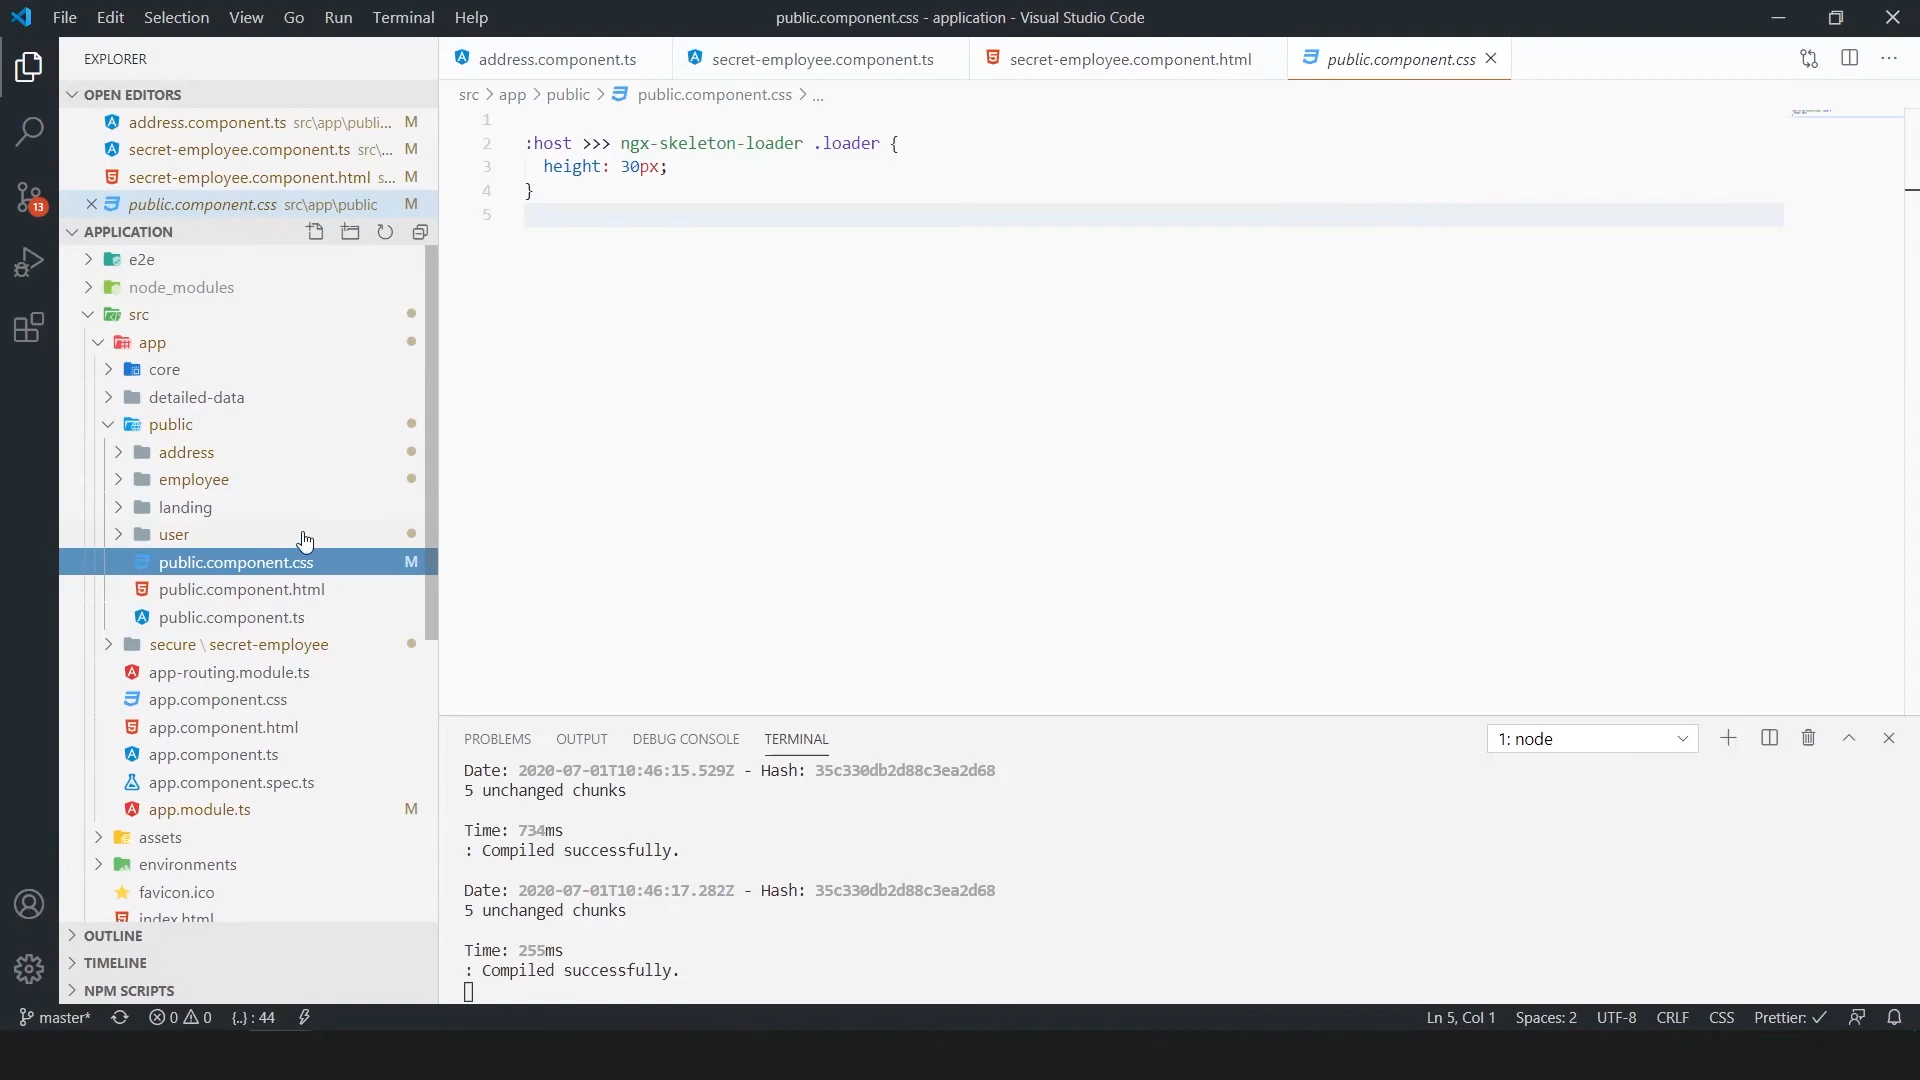 File Edit Selection View Go Run Terminal Help
public.component.css - application - Visual Studio Code
EXPLORER
OPEN EDITORS
address.component.ts src\app\publi... M
secret-employee.component.ts src\... M
secret-employee.component.html s... M
public.component.css src\app\public M
APPLICATION
e2e
node_modules
src
app
core
detailed-data
public
address
employee
landing
user
public.component.css M
public.component.html
public.component.ts
secure \ secret-employee
app-routing.module.ts
app.component.css
app.component.html
app.component.ts
app.component.spec.ts
app.module.ts M
assets
environments
favicon.ico
index.html
OUTLINE
TIMELINE
NPM SCRIPTS
13
address.component.ts
secret-employee.component.ts
secret-employee.component.html
public.component.css
src > app > public > public.component.css > ...
1
2 :host >>> ngx-skeleton-loader .loader {
3 height: 30px;
4 }
5
PROBLEMS OUTPUT DEBUG CONSOLE TERMINAL
1: node
Date: 2020-07-01T10:46:15.529Z - Hash: 35c330db2d88c3ea2d68
5 unchanged chunks
Time: 734ms
: Compiled successfully.
Date: 2020-07-01T10:46:17.282Z - Hash: 35c330db2d88c3ea2d68
5 unchanged chunks
Time: 255ms
: Compiled successfully.
master* 0 0 {..} : 44
Ln 5, Col 1 Spaces: 2 UTF-8 CRLF CSS Prettier: ✓